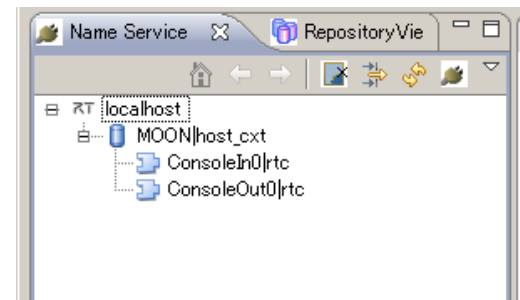 Name Service RepositoryVie
RT localhost
MOON|host_cxt
ConsoleIn0|rtc
ConsoleOut0|rtc